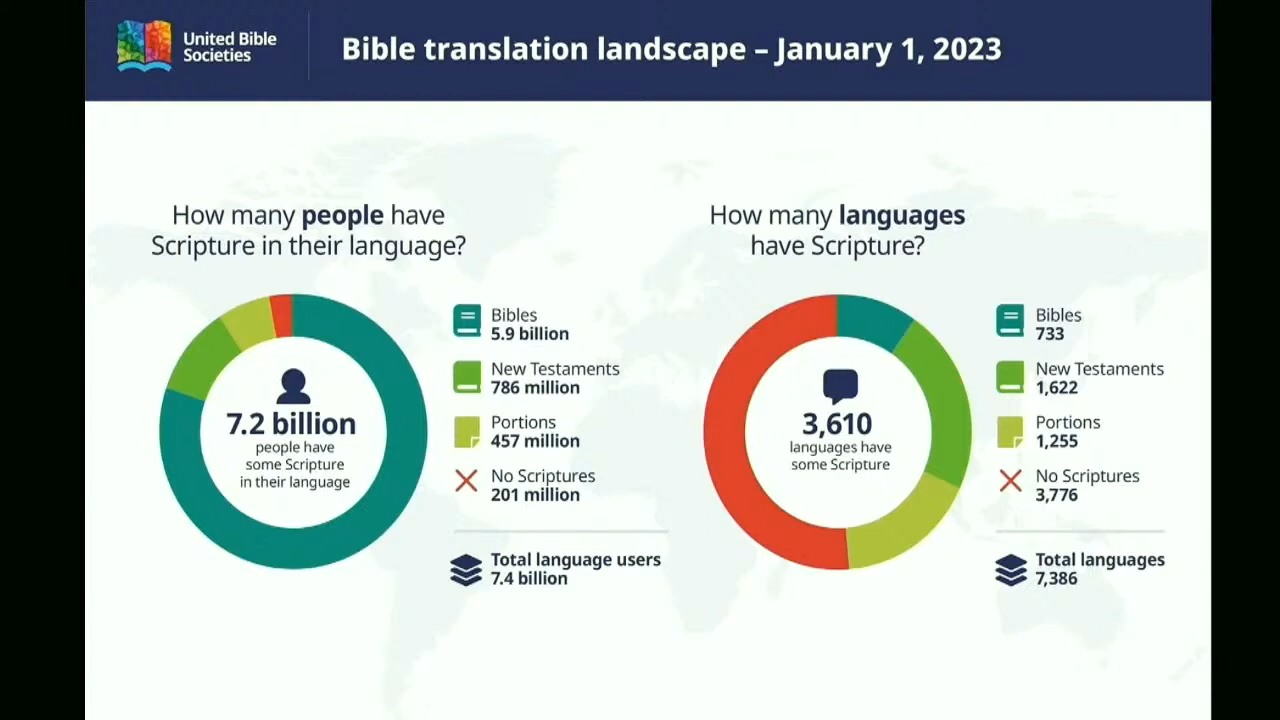 United Bible
Societies
Bible translation landscape – January 1, 2023
How many people have
Scripture in their language?
7.2 billion
people have
some Scripture
in their language
Bibles
5.9 billion
New Testaments
786 million
Portions
457 million
No Scriptures
201 million
Total language users
7.4 billion
How many languages
have Scripture?
3,610
languages have
some Scripture
Bibles
733
New Testaments
1,622
Portions
1,255
No Scriptures
3,776
Total languages
7,386